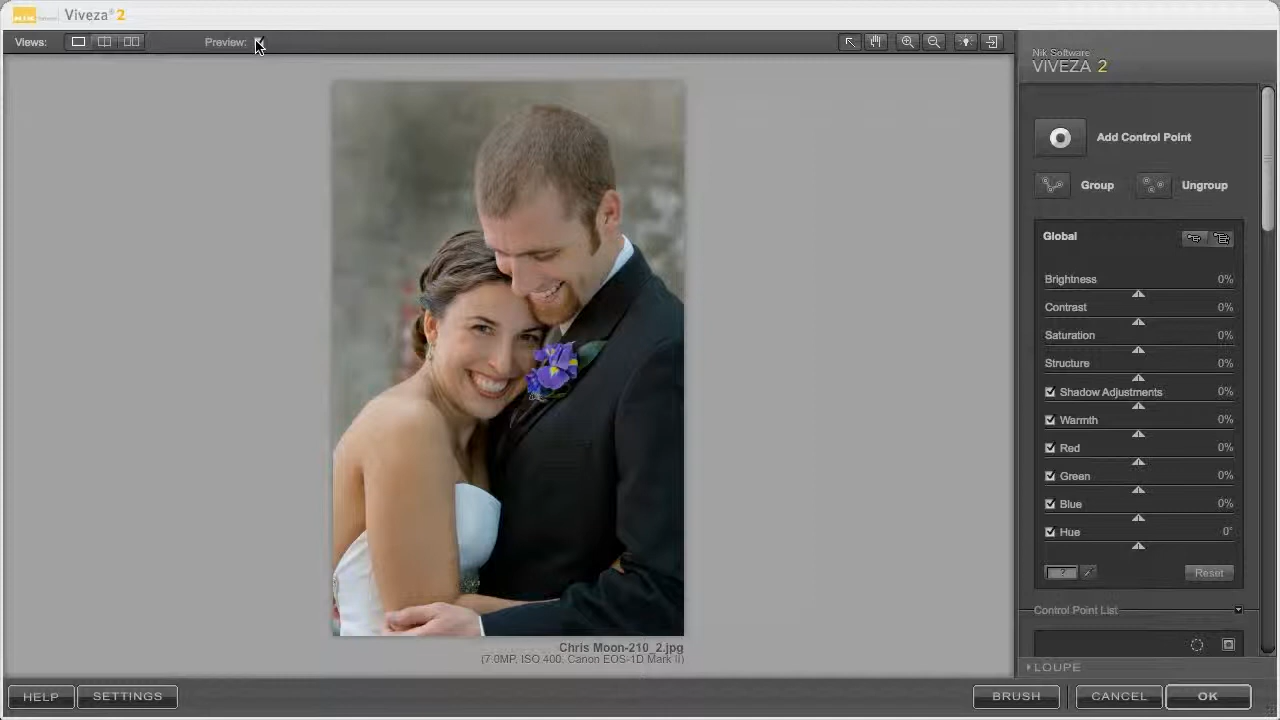 Viveza® 2
Views:
Preview:
Nik Software
VIVEZA 2
Add Control Point
Group
Ungroup
Global
Brightness 0%
Contrast 0%
Saturation 0%
Structure 0%
Shadow Adjustments 0%
Warmth 0%
Red 0%
Green 0%
Blue 0%
Hue 0°
Reset
Control Point List
Chris Moon-210_2.jpg
(7.0MP, ISO 400, Canon EOS-1D Mark II)
LOUPE
HELP
SETTINGS
BRUSH
CANCEL
OK